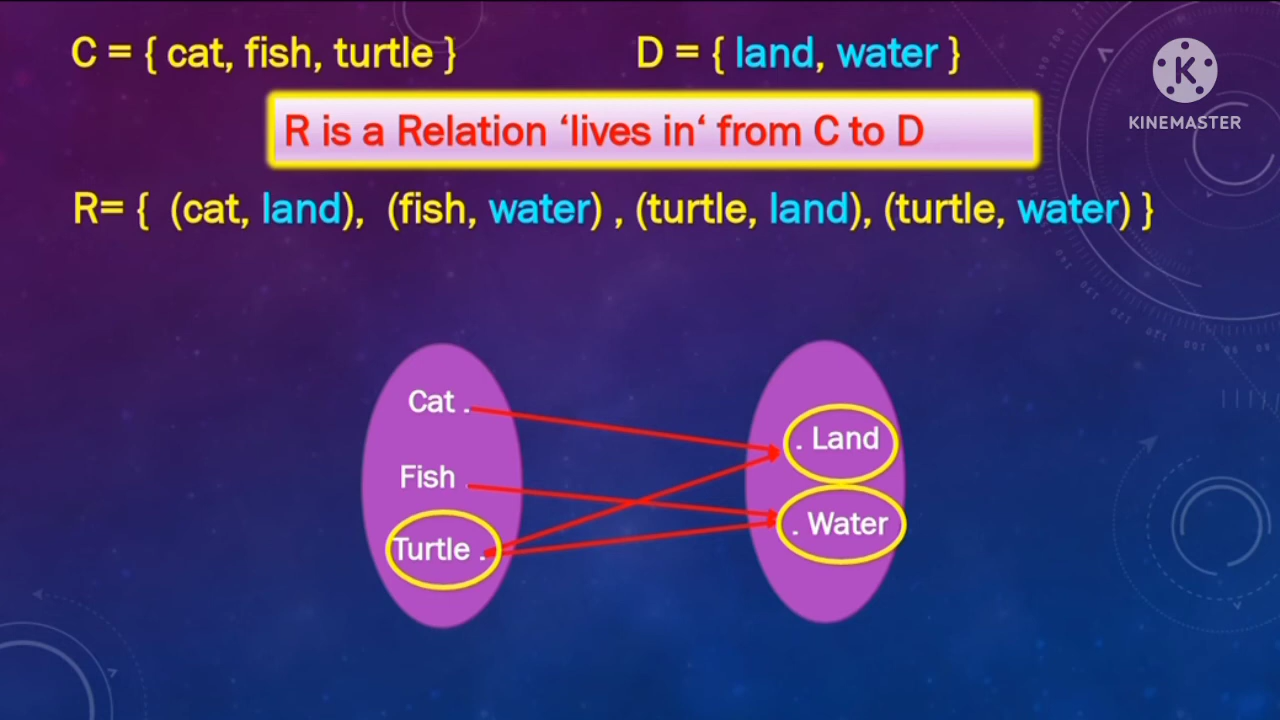 C = { cat, fish, turtle }
D = { land, water }
KINEMASTER
R is a Relation ‘lives in‘ from C to D
R= { (cat, land), (fish, water) , (turtle, land), (turtle, water) }
Cat .
. Land
Fish .
. Water
Turtle .